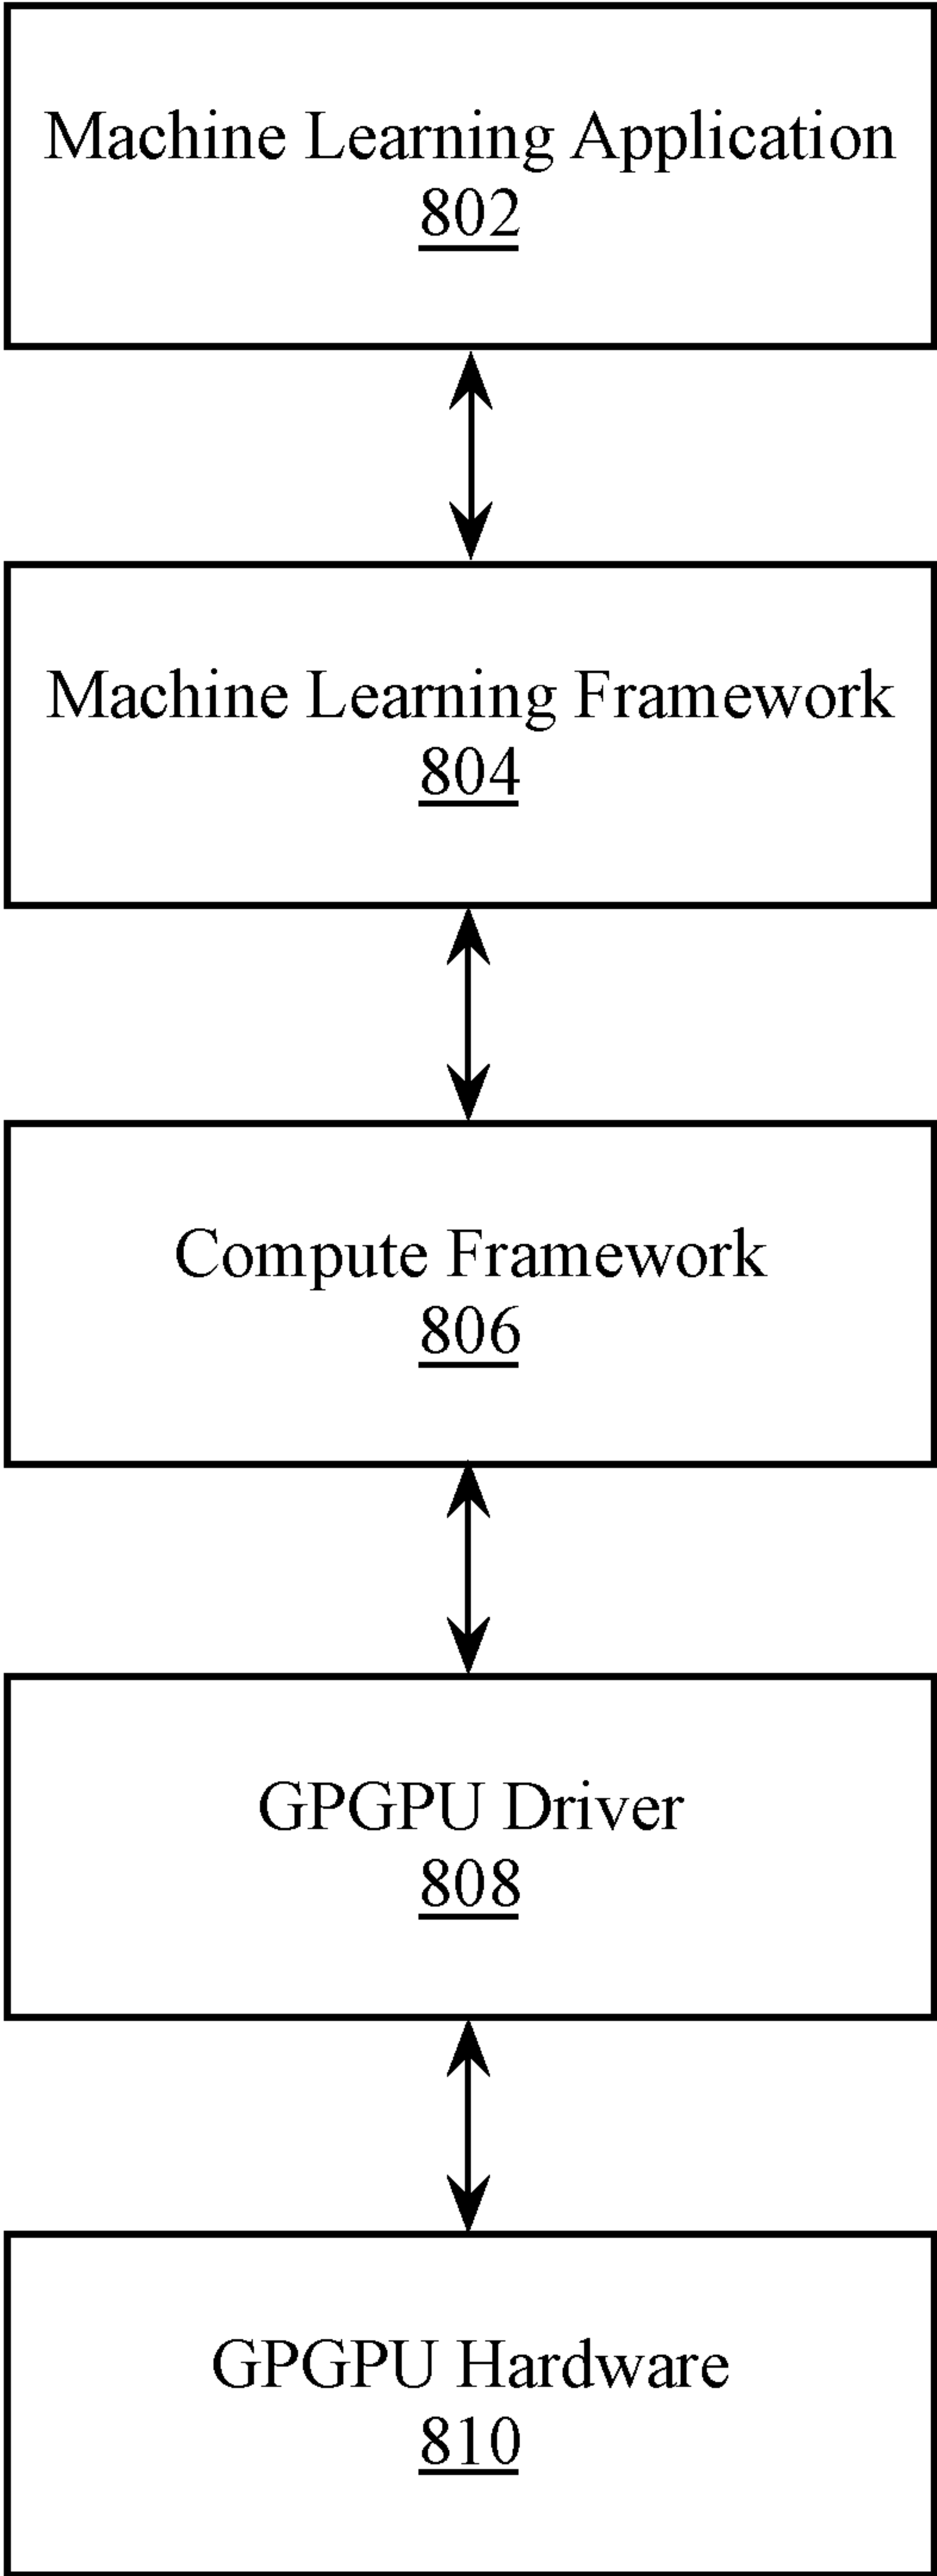 Machine Learning Application
802
Machine Learning Framework
804
Compute Framework
806
GPGPU Driver
808
GPGPU Hardware
810